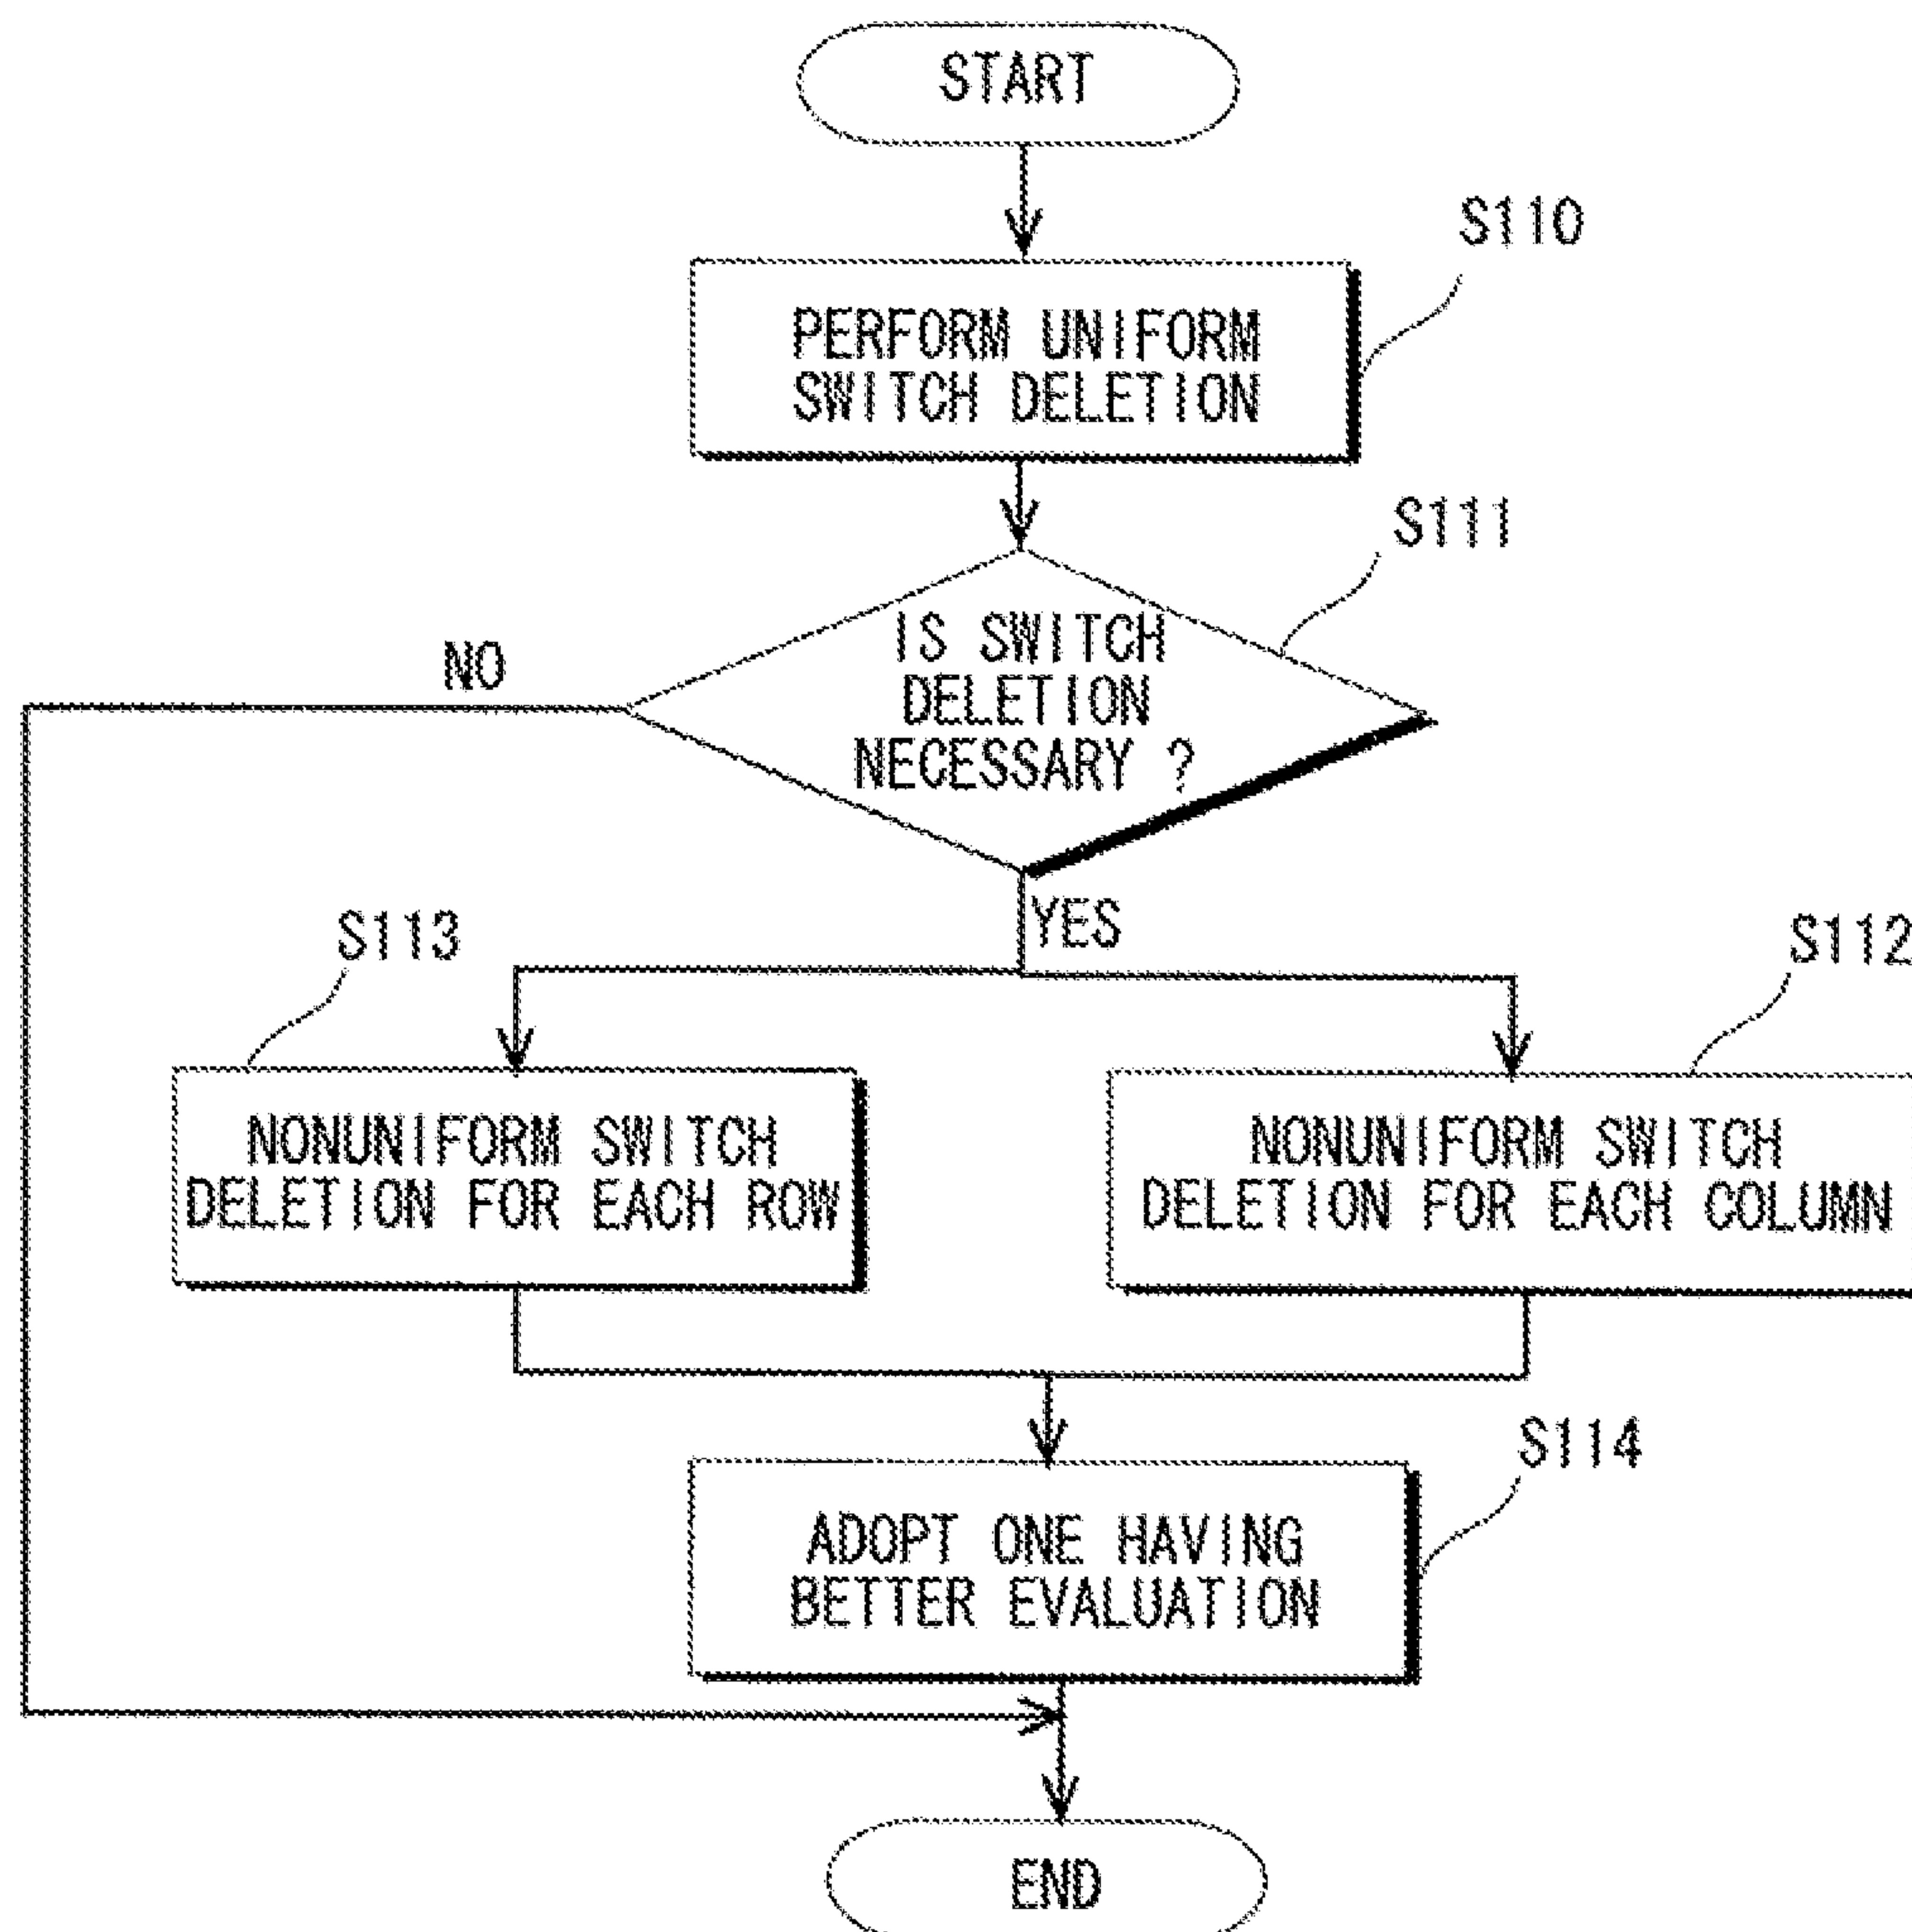 START
S110
PERFORM UNIFORM
SWITCH DELETION
S111
IS SWITCH
DELETION
NECESSARY ?
NO
YES
S113
S112
NONUNIFORM SWITCH
DELETION FOR EACH ROW
NONUNIFORM SWITCH
DELETION FOR EACH COLUMN
S114
ADOPT ONE HAVING
BETTER EVALUATION
END